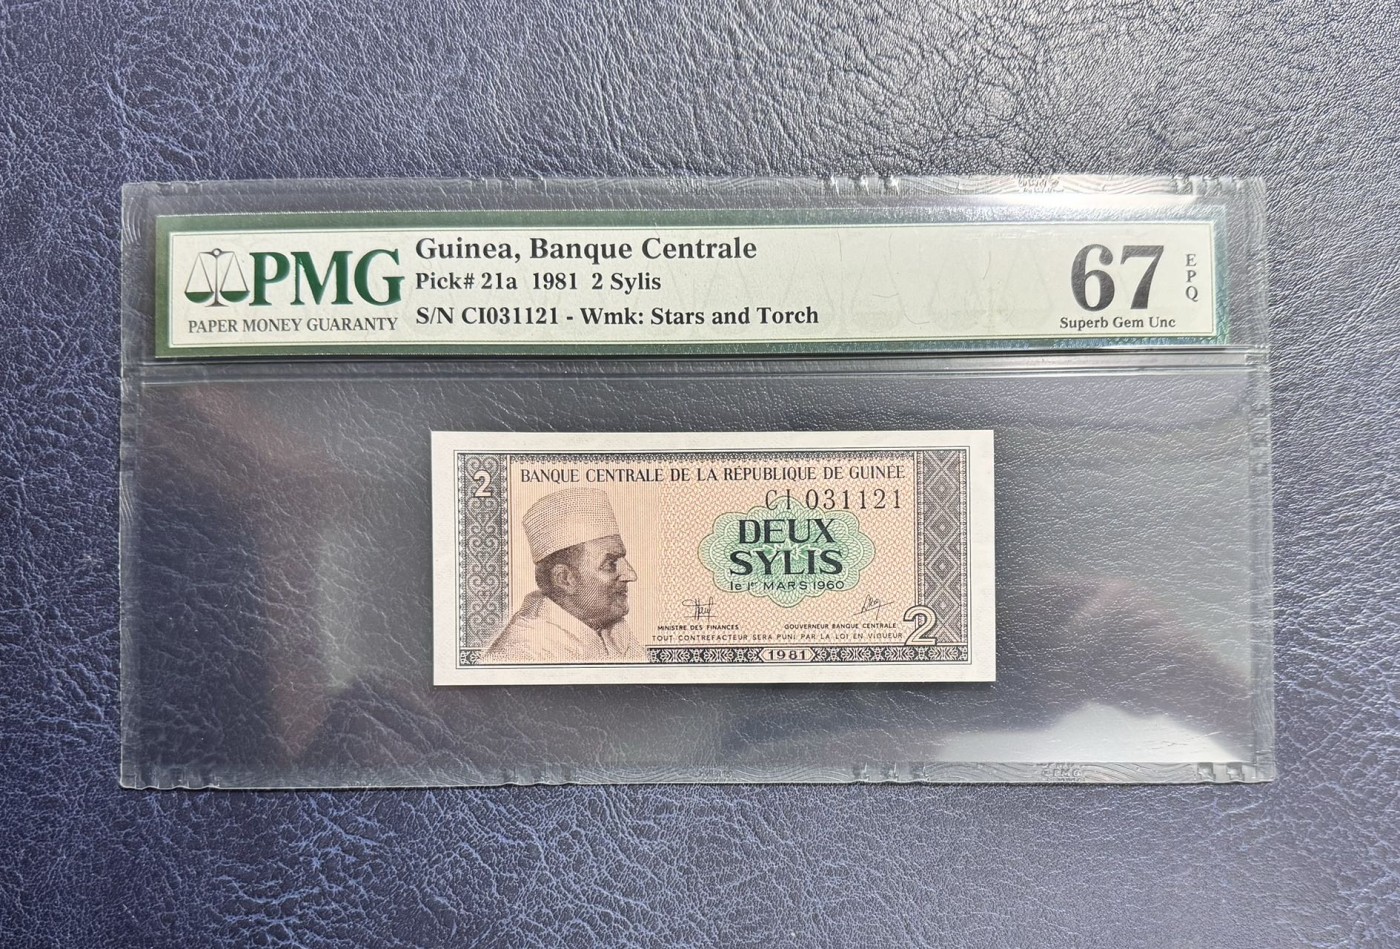 PMG
PAPER MONEY GUARANTY
Guinea, Banque Centrale
Pick# 21a 1981 2 Sylis
S/N CI031121 - Wmk: Stars and Torch
67
EPQ
Superb Gem Unc
2
BANQUE CENTRALE DE LA RÉPUBLIQUE DE GUINÉE
CI 031121
DEUX
SYLIS
le 1er MARS 1960
MINISTRE DES FINANCES
GOUVERNEUR BANQUE CENTRALE
TOUT CONTREFACTEUR SERA PUNI PAR LA LOI EN VIGUEUR
2
1981